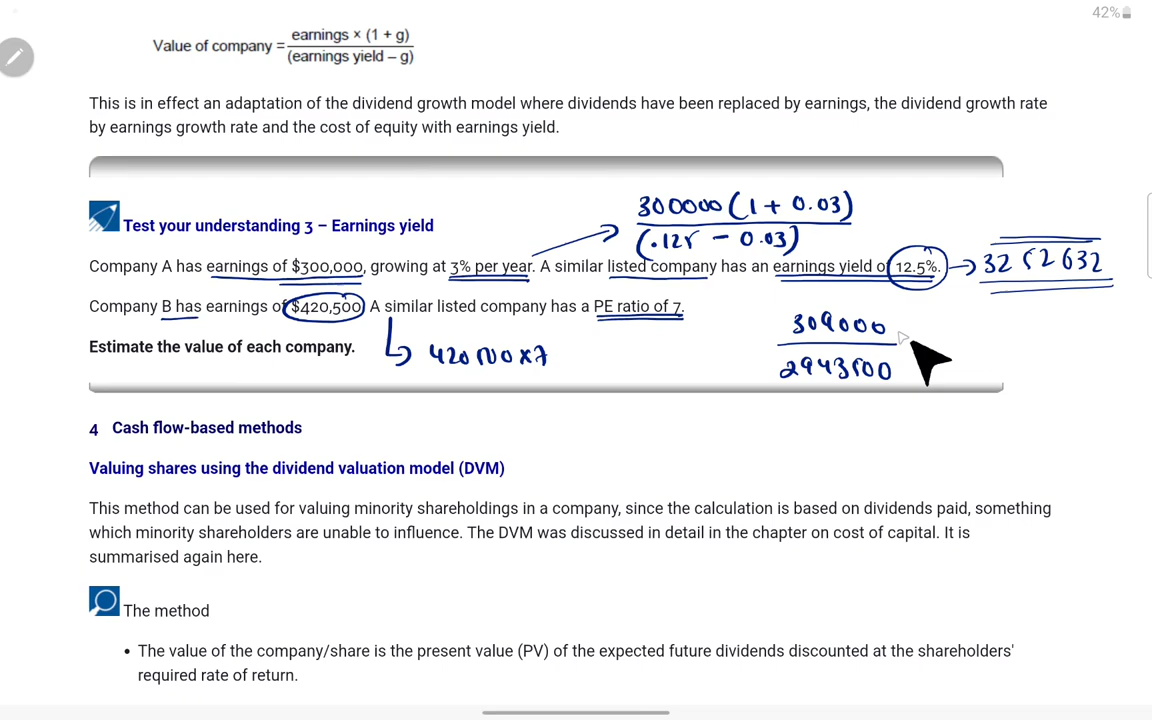 42%
Value of company = earnings × (1 + g)
(earnings yield – g)
This is in effect an adaptation of the dividend growth model where dividends have been replaced by earnings, the dividend growth rate
by earnings growth rate and the cost of equity with earnings yield.
300000 (1 + 0.03)
(.125 - 0.03)
Test your understanding 3 – Earnings yield
Company A has earnings of $300,000, growing at 3% per year. A similar listed company has an earnings yield of 12.5%. 3252632
Company B has earnings of $420,500 A similar listed company has a PE ratio of 7.
309000
Estimate the value of each company. 420500 x 7
2943500
4 Cash flow-based methods
Valuing shares using the dividend valuation model (DVM)
This method can be used for valuing minority shareholdings in a company, since the calculation is based on dividends paid, something
which minority shareholders are unable to influence. The DVM was discussed in detail in the chapter on cost of capital. It is
summarised again here.
The method
• The value of the company/share is the present value (PV) of the expected future dividends discounted at the shareholders'
required rate of return.